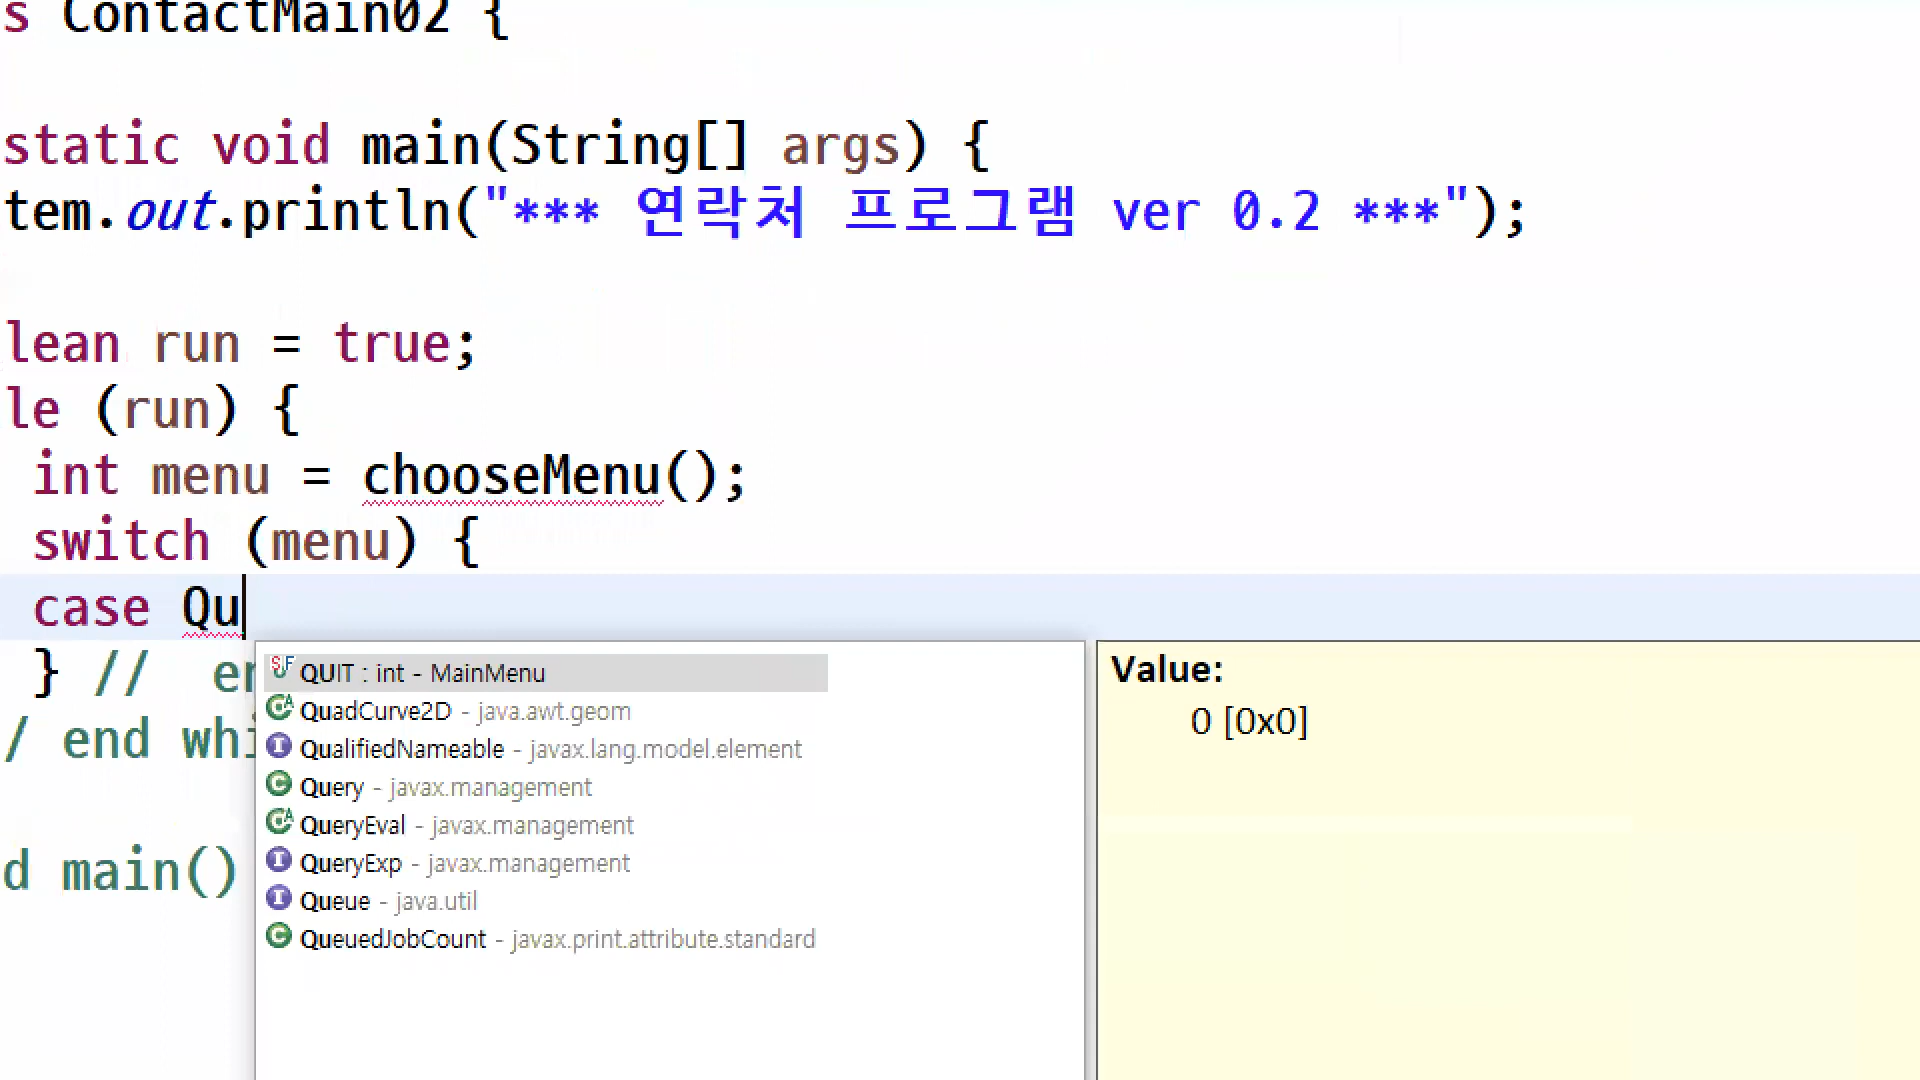 s ContactMain02 {
static void main(String[] args) {
tem.out.println("*** 연락처 프로그램 ver 0.2 ***");
lean run = true;
le (run) {
int menu = chooseMenu();
switch (menu) {
case Qu
} // en
/ end whi
d main()
QUIT : int - MainMenu
QuadCurve2D - java.awt.geom
QualifiedNameable - javax.lang.model.element
Query - javax.management
QueryEval - javax.management
QueryExp - javax.management
Queue - java.util
QueuedJobCount - javax.print.attribute.standard
Value:
0 [0x0]